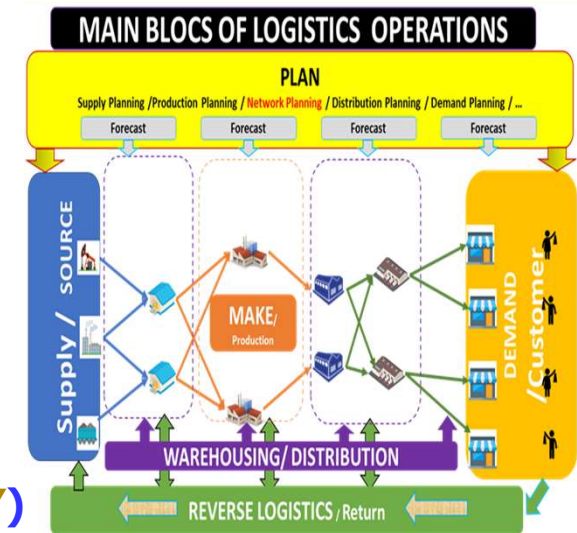 MAIN BLOCS OF LOGISTICS OPERATIONS
PLAN
Supply Planning /Production Planning / Network Planning / Distribution Planning / Demand Planning / ...
Forecast
Forecast
Forecast
Forecast
Supply / SOURCE
MAKE/
Production
DEMAND
/Customer
WAREHOUSING/ DISTRIBUTION
REVERSE LOGISTICS / Return
)